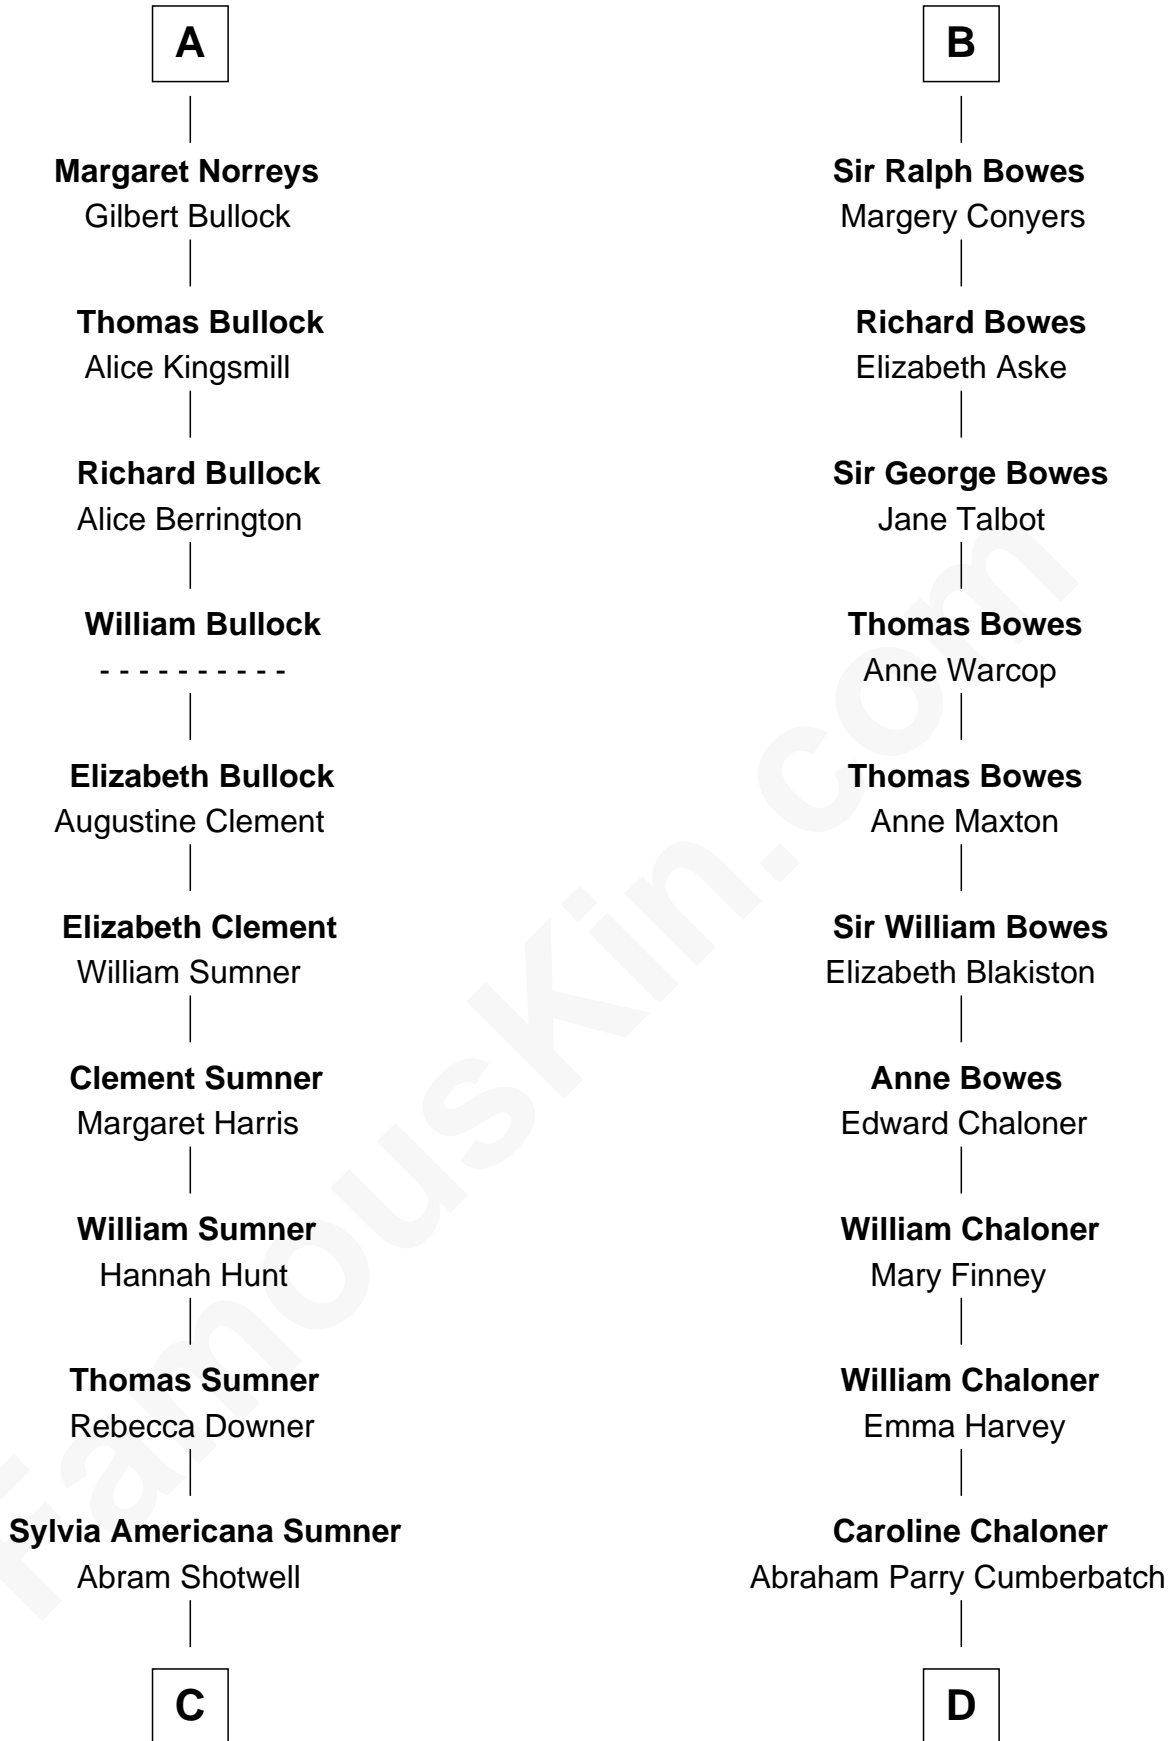 A
Margaret Norreys
Gilbert Bullock
Thomas Bullock
Alice Kingsmill
Richard Bullock
Alice Berrington
William Bullock
- - - - - - - - - -
Elizabeth Bullock
Augustine Clement
Elizabeth Clement
William Sumner
Clement Sumner
Margaret Harris
William Sumner
Hannah Hunt
Thomas Sumner
Rebecca Downer
Sylvia Americana Sumner
Abram Shotwell
C
B
Sir Ralph Bowes
Margery Conyers
Richard Bowes
Elizabeth Aske
Sir George Bowes
Jane Talbot
Thomas Bowes
Anne Warcop
Thomas Bowes
Anne Maxton
Sir William Bowes
Elizabeth Blakiston
Anne Bowes
Edward Chaloner
William Chaloner
Mary Finney
William Chaloner
Emma Harvey
Caroline Chaloner
Abraham Parry Cumberbatch
D
FamousKin.com